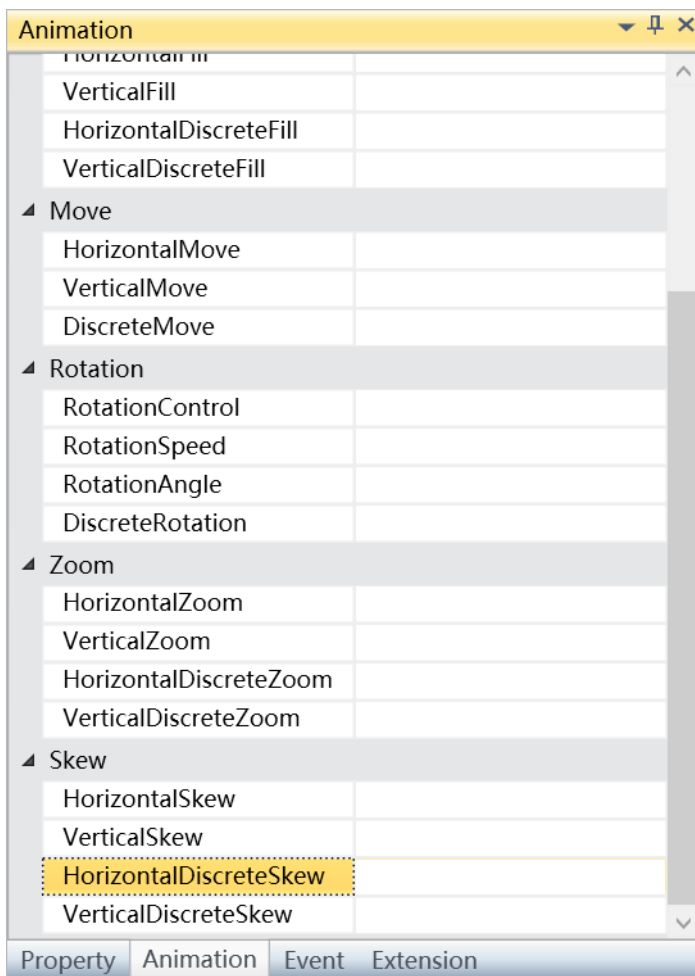 Animation
HorizontalFill
VerticalFill
HorizontalDiscreteFill
VerticalDiscreteFill
Move
HorizontalMove
VerticalMove
DiscreteMove
Rotation
RotationControl
RotationSpeed
RotationAngle
DiscreteRotation
Zoom
HorizontalZoom
VerticalZoom
HorizontalDiscreteZoom
VerticalDiscreteZoom
Skew
HorizontalSkew
VerticalSkew
HorizontalDiscreteSkew
VerticalDiscreteSkew
Property Animation Event Extension